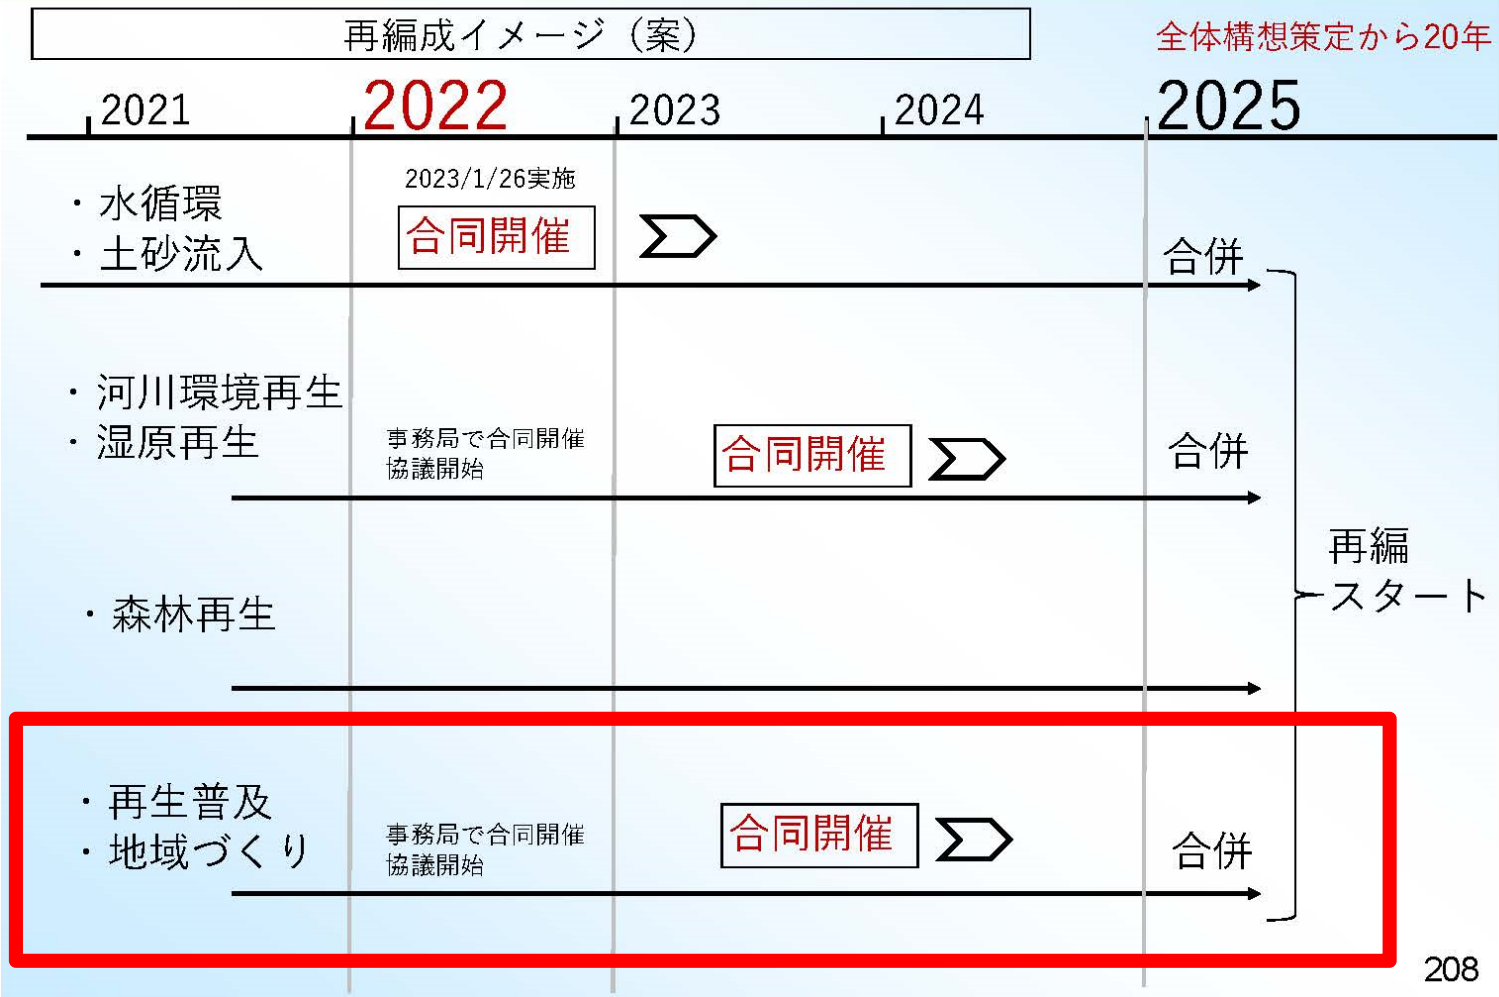 再編成イメージ（案）
全体構想策定から20年
2021
2022
2023
2024
2025
・水循環
・土砂流入
2023/1/26実施
合同開催
合併
・河川環境再生
・湿原再生
事務局で合同開催
協議開始
合同開催
合併
再編
スタート
・森林再生
・再生普及
・地域づくり
事務局で合同開催
協議開始
合同開催
合併
208